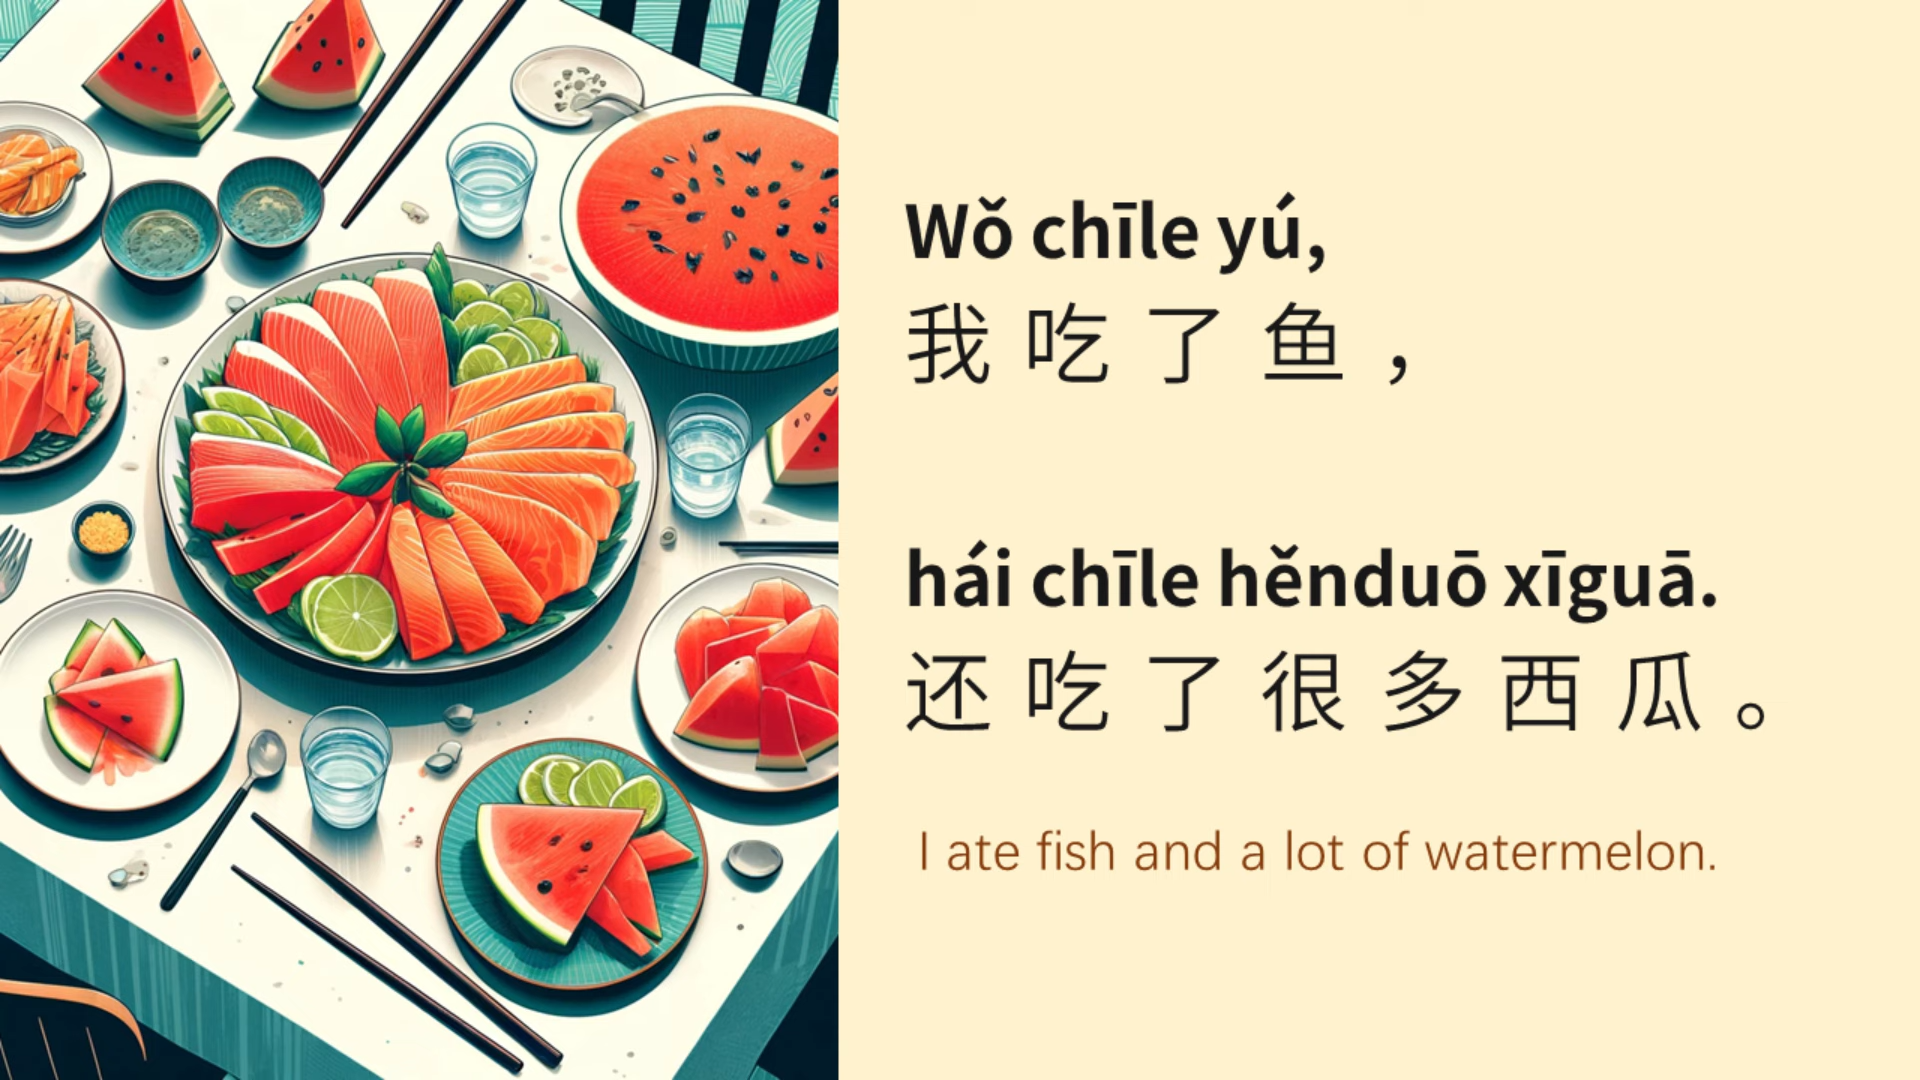 Wǒ chīle yú,
我吃了鱼，
hái chīle hěnduō xīguā.
还吃了很多西瓜。
I ate fish and a lot of watermelon.